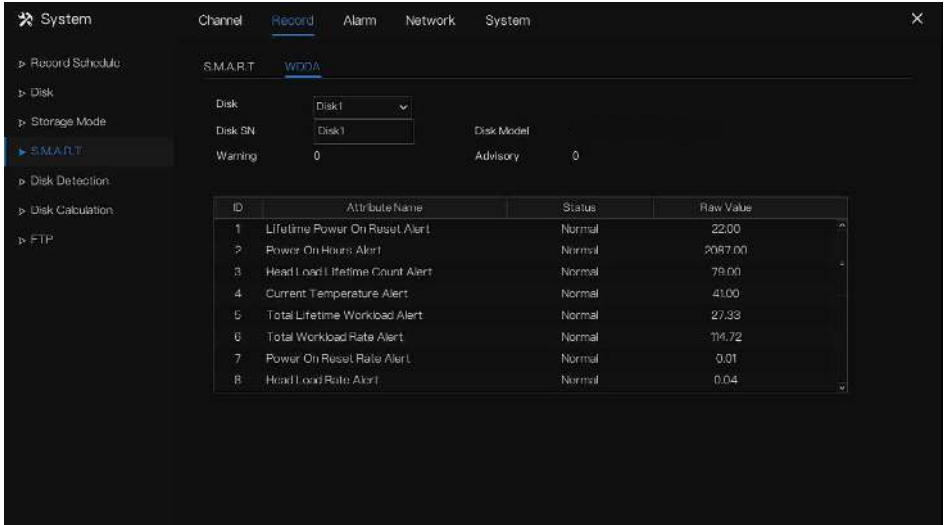 System Channel Record Alarm Network System
Record Schedule
Disk
Storage Mode
S.M.A.R.T
Disk Detection
Disk Calculation
FTP
S.M.A.R.T WDDA
Disk Disk1
Disk SN Disk1 Disk Model
Warning 0 Advisory 0
ID Attribute Name Status Raw Value
1 Lifetime Power On Reset Alert Normal 22.00
2 Power On Hours Alert Normal 2087.00
3 Head Load Lifetime Count Alert Normal 79.00
4 Current Temperature Alert Normal 41.00
5 Total Lifetime Workload Alert Normal 27.33
6 Total Workload Rate Alert Normal 114.72
7 Power On Reset Rate Alert Normal 0.01
8 Head Load Rate Alert Normal 0.04